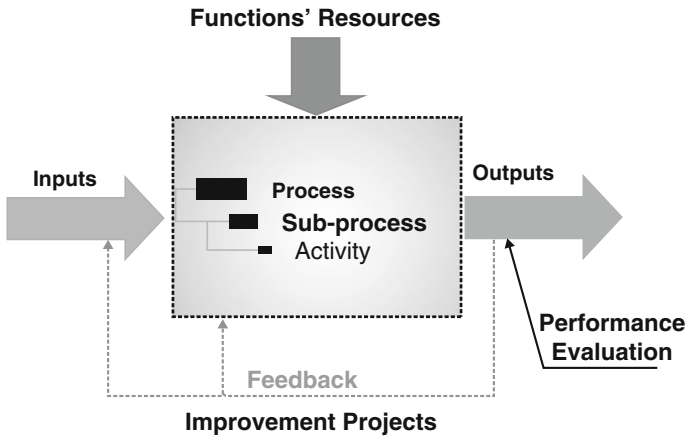 Functions’ Resources
Inputs
Outputs
Process
Sub-process
Activity
Performance
Evaluation
Feedback
Improvement Projects